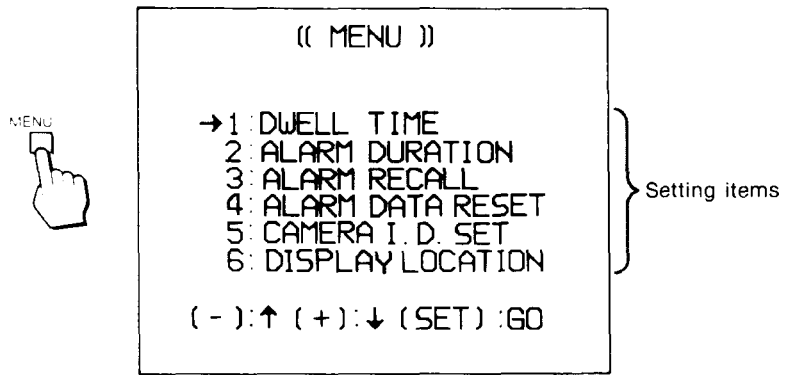 (( MENU ))
MENU
→1:DWELL TIME
2:ALARM DURATION
3:ALARM RECALL
4:ALARM DATA RESET
5:CAMERA I.D. SET
6:DISPLAY LOCATION
Setting items
(-):↑ (+):↓ (SET):GO